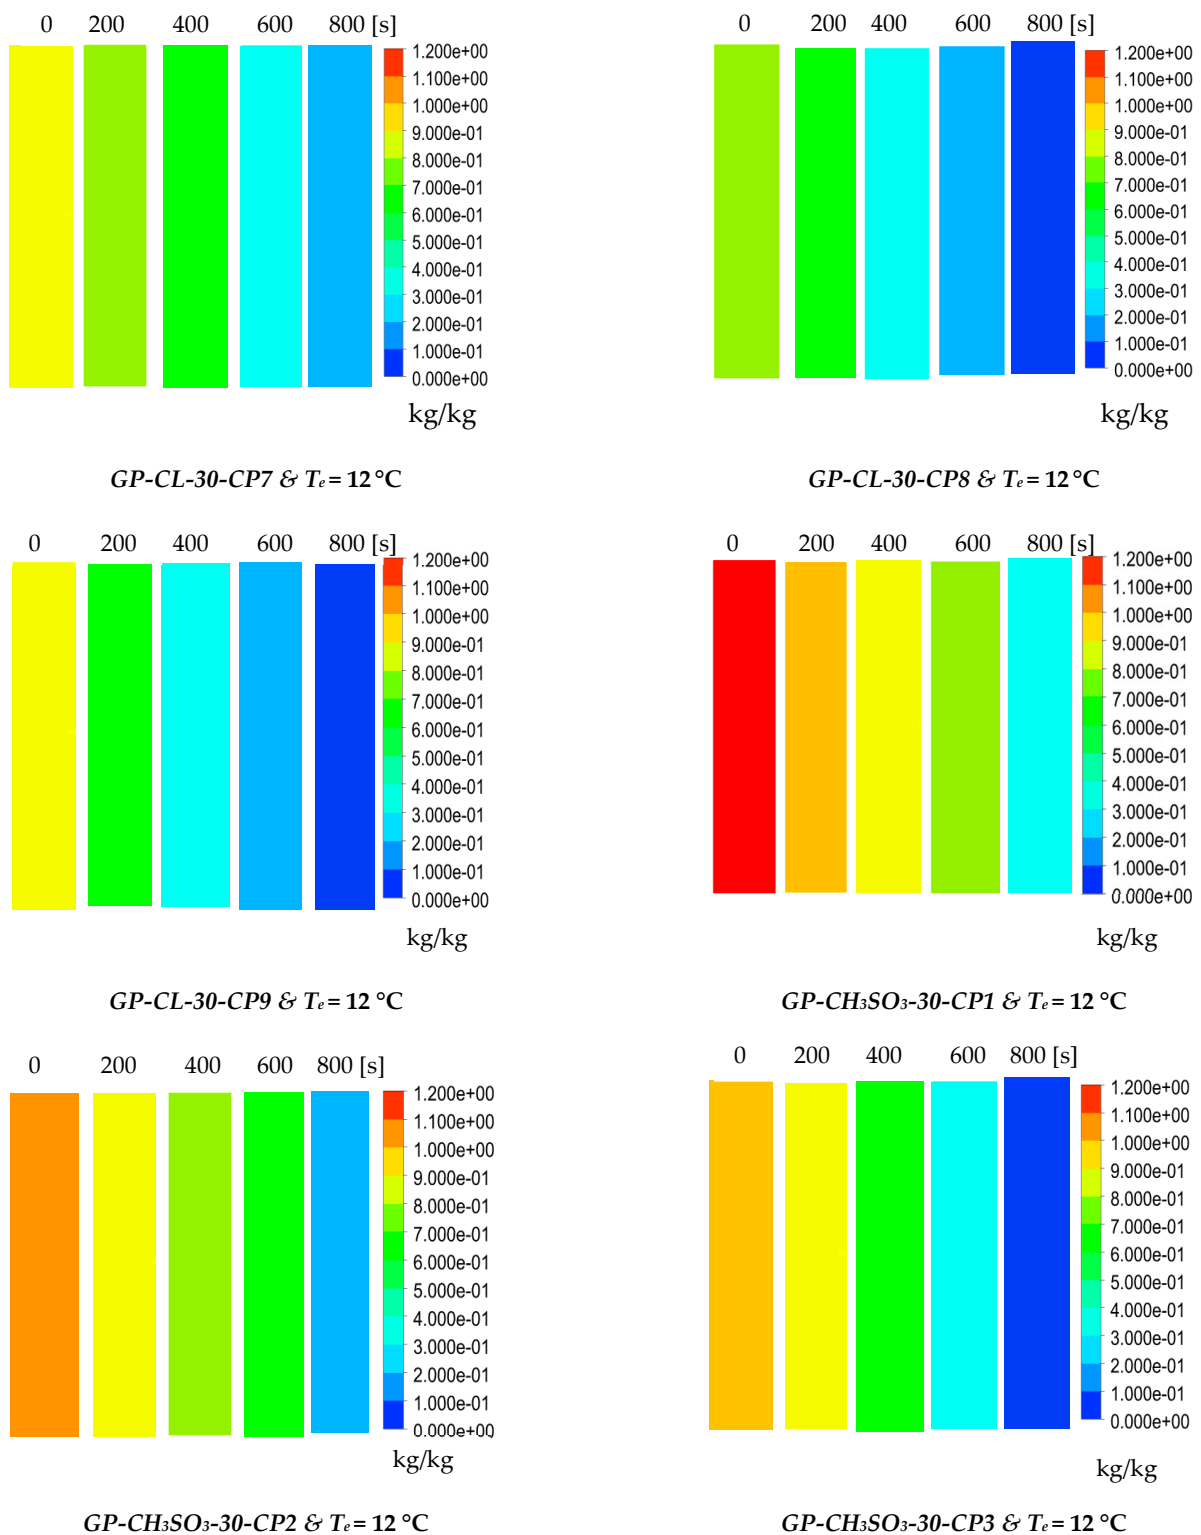 0 200 400 600 800 [s]
1.200e+00
1.100e+00
1.000e+00
9.000e-01
8.000e-01
7.000e-01
6.000e-01
5.000e-01
4.000e-01
3.000e-01
2.000e-01
1.000e-01
0.000e+00
kg/kg
GP-CL-30-CP7 & Te = 12 °C
0 200 400 600 800 [s]
1.200e+00
1.100e+00
1.000e+00
9.000e-01
8.000e-01
7.000e-01
6.000e-01
5.000e-01
4.000e-01
3.000e-01
2.000e-01
1.000e-01
0.000e+00
kg/kg
GP-CL-30-CP8 & Te = 12 °C
0 200 400 600 800 [s]
1.200e+00
1.100e+00
1.000e+00
9.000e-01
8.000e-01
7.000e-01
6.000e-01
5.000e-01
4.000e-01
3.000e-01
2.000e-01
1.000e-01
0.000e+00
kg/kg
GP-CL-30-CP9 & Te = 12 °C
0 200 400 600 800 [s]
1.200e+00
1.100e+00
1.000e+00
9.000e-01
8.000e-01
7.000e-01
6.000e-01
5.000e-01
4.000e-01
3.000e-01
2.000e-01
1.000e-01
0.000e+00
kg/kg
GP-CH₃SO₃-30-CP1 & Te = 12 °C
0 200 400 600 800 [s]
1.200e+00
1.100e+00
1.000e+00
9.000e-01
8.000e-01
7.000e-01
6.000e-01
5.000e-01
4.000e-01
3.000e-01
2.000e-01
1.000e-01
0.000e+00
kg/kg
GP-CH₃SO₃-30-CP2 & Te = 12 °C
0 200 400 600 800 [s]
1.200e+00
1.100e+00
1.000e+00
9.000e-01
8.000e-01
7.000e-01
6.000e-01
5.000e-01
4.000e-01
3.000e-01
2.000e-01
1.000e-01
0.000e+00
kg/kg
GP-CH₃SO₃-30-CP3 & Te = 12 °C